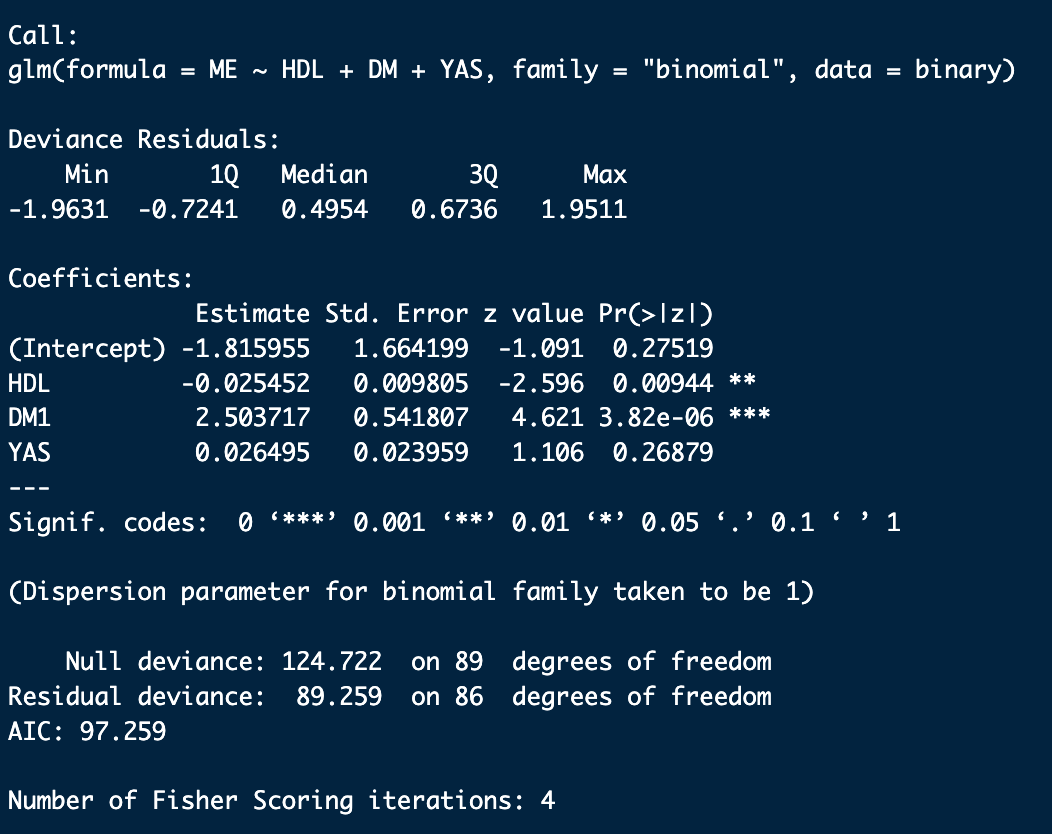 Call:
glm(formula = ME ~ HDL + DM + YAS, family = "binomial", data = binary)
Deviance Residuals:
    Min       1Q   Median       3Q      Max
-1.9631  -0.7241   0.4954   0.6736   1.9511
Coefficients:
             Estimate Std. Error z value Pr(>|z|)
(Intercept) -1.815955   1.664199  -1.091  0.27519
HDL         -0.025452   0.009805  -2.596  0.00944 **
DM1          2.503717   0.541807   4.621 3.82e-06 ***
YAS          0.026495   0.023959   1.106  0.26879
---
Signif. codes:  0 ‘***’ 0.001 ‘**’ 0.01 ‘*’ 0.05 ‘.’ 0.1 ‘ ’ 1
(Dispersion parameter for binomial family taken to be 1)
    Null deviance: 124.722  on 89  degrees of freedom
Residual deviance:  89.259  on 86  degrees of freedom
AIC: 97.259
Number of Fisher Scoring iterations: 4